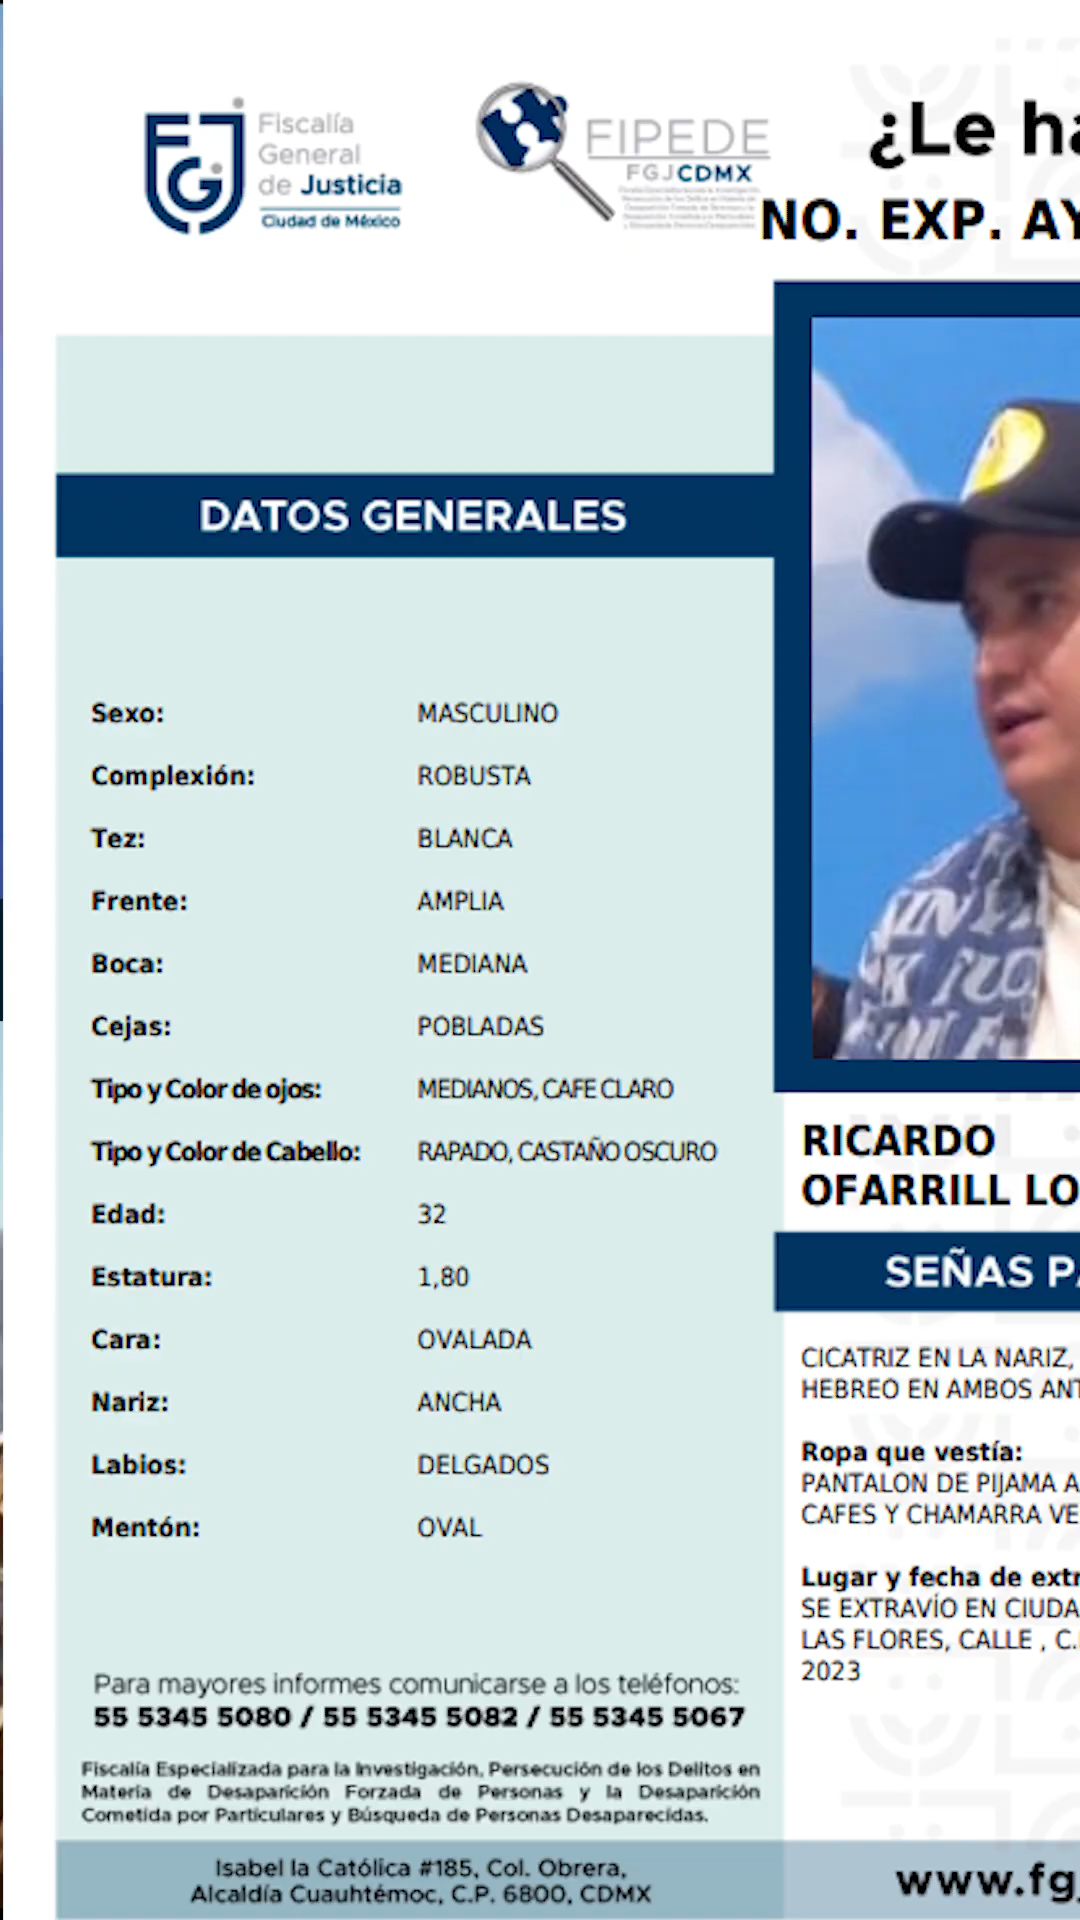 Fiscalía
General
de Justicia
Ciudad de México
FIPEDE
FGJCDMX
¿Le ha
NO. EXP. AY
DATOS GENERALES
Sexo: MASCULINO
Complexión: ROBUSTA
Tez: BLANCA
Frente: AMPLIA
Boca: MEDIANA
Cejas: POBLADAS
Tipo y Color de ojos: MEDIANOS, CAFE CLARO
Tipo y Color de Cabello: RAPADO, CASTAÑO OSCURO
Edad: 32
Estatura: 1,80
Cara: OVALADA
Nariz: ANCHA
Labios: DELGADOS
Mentón: OVAL
Para mayores informes comunicarse a los teléfonos:
55 5345 5080 / 55 5345 5082 / 55 5345 5067
Fiscalía Especializada para la Investigación, Persecución de los Delitos en
Materia de Desaparición Forzada de Personas y la Desaparición
Cometida por Particulares y Búsqueda de Personas Desaparecidas.
Isabel la Católica #185, Col. Obrera,
Alcaldía Cuauhtémoc, C.P. 6800, CDMX
RICARDO
OFARRILL LO
SEÑAS PA
CICATRIZ EN LA NARIZ,
HEBREO EN AMBOS ANT
Ropa que vestía:
PANTALON DE PIJAMA A
CAFES Y CHAMARRA VE
Lugar y fecha de extr
SE EXTRAVÍO EN CIUDA
LAS FLORES, CALLE , C.
2023
www.fgj